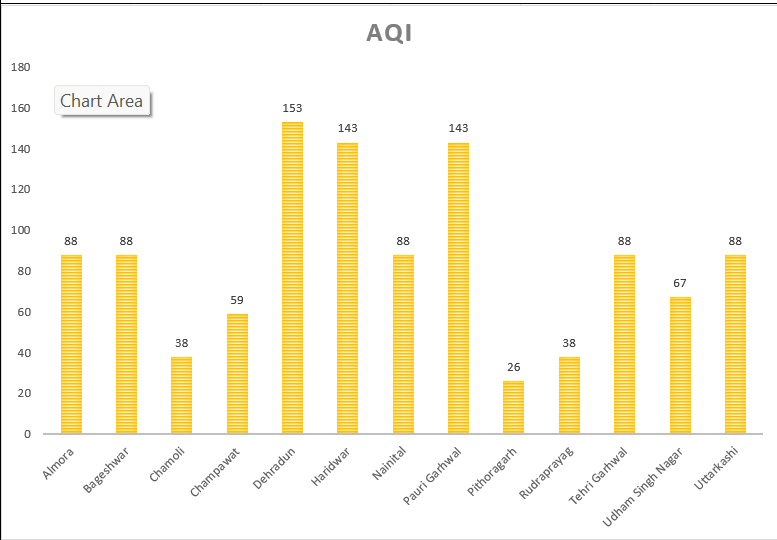 AQI
180
160
140
120
100
80
60
40
20
0
Chart Area
88
88
38
59
153
143
88
143
26
38
88
67
88
Almora
Bageshwar
Chamoli
Champawat
Dehradun
Haridwar
Nainital
Pauri Garhwal
Pithoragarh
Rudraprayag
Tehri Garhwal
Udham Singh Nagar
Uttarkashi